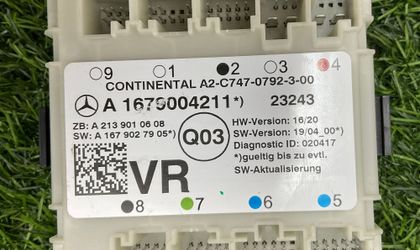 9 1 2 3 4
CONTINENTAL A2-C747-0792-3-00
A 1679004211*) 23243
ZB: A 213 901 06 08
SW: A 167 902 79 05*)
Q03
HW-Version: 16/20
SW-Version: 19/04_00*)
Diagnostic ID: 020417
*)gueltig bis zu evtl.
SW-Aktualisierung
VR
8 7 6 5